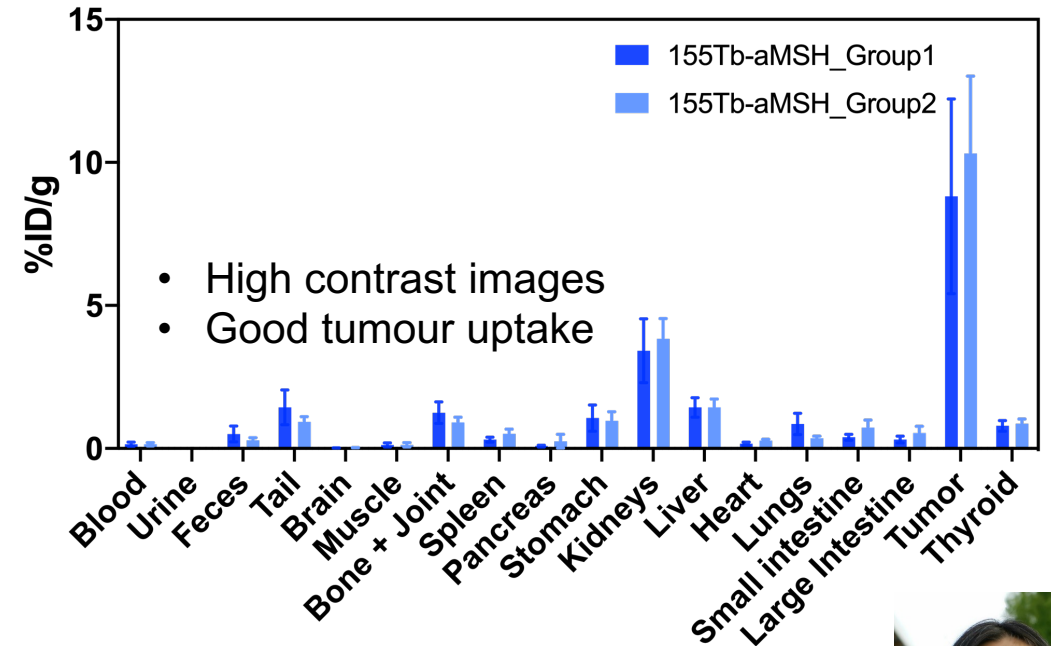 15
155Tb-aMSH_Group1
155Tb-aMSH_Group2
10
%ID/g
• High contrast images
5
• Good tumour uptake
0
Blood
Urine
Feces
Tail
Brain
Muscle
Bone + Joint
Spleen
Pancreas
Stomach
Kidneys
Liver
Heart
Lungs
Small intestine
Large Intestine
Tumor
Thyroid